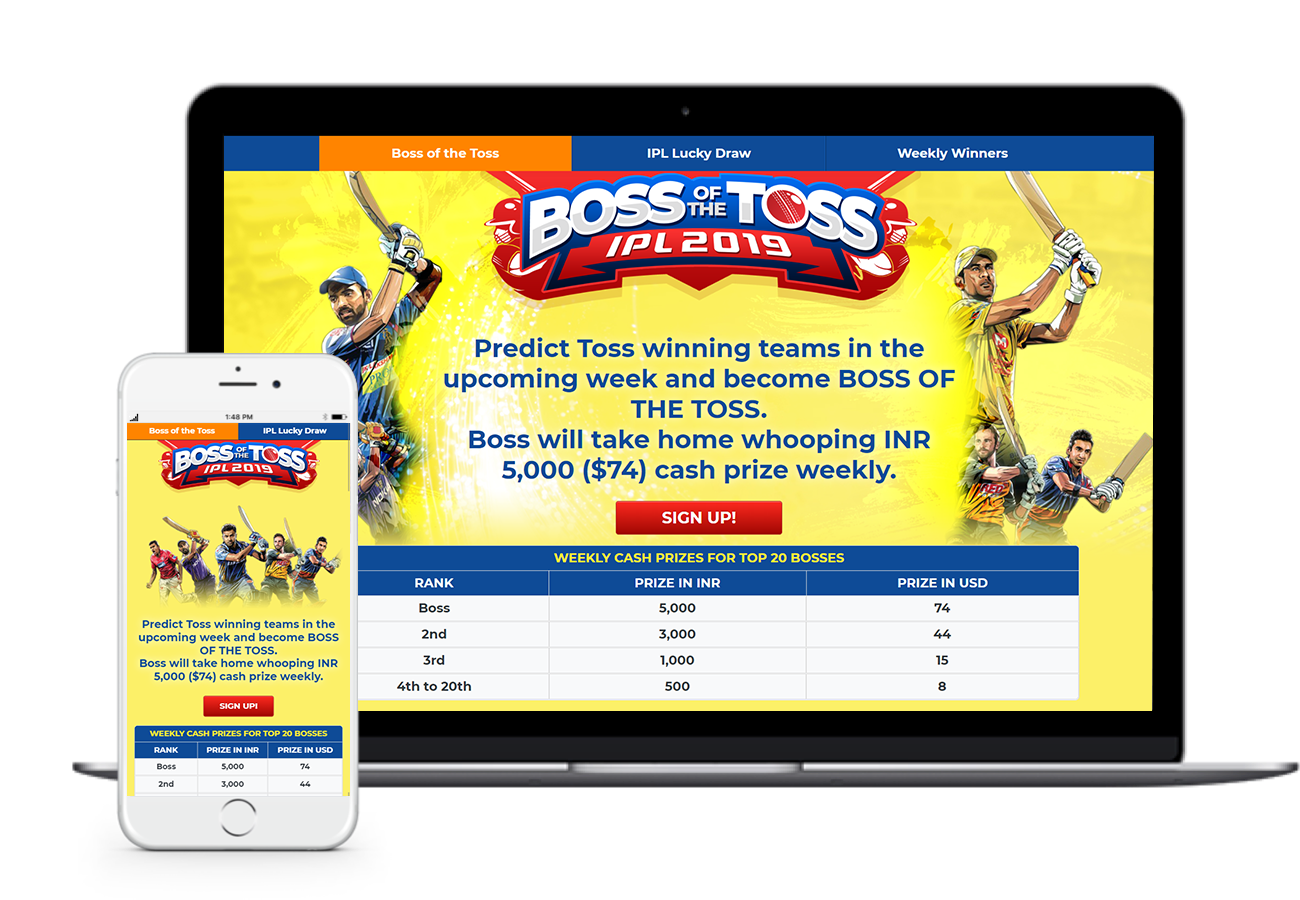 Boss of the Toss
IPL Lucky Draw
Weekly Winners
BOSS OF THE TOSS
IPL 2019
Predict Toss winning teams in the
upcoming week and become BOSS OF
THE TOSS.
Boss will take home whooping INR
5,000 ($74) cash prize weekly.
SIGN UP!
WEEKLY CASH PRIZES FOR TOP 20 BOSSES
RANK PRIZE IN INR PRIZE IN USD
Boss 5,000 74
2nd 3,000 44
3rd 1,000 15
4th to 20th 500 8
1:48 PM
Boss of the Toss
IPL Lucky Draw
BOSS OF THE TOSS
IPL 2019
Predict Toss winning teams in the
upcoming week and become BOSS
OF THE TOSS.
Boss will take home whooping INR
5,000 ($74) cash prize weekly.
SIGN UP!
WEEKLY CASH PRIZES FOR TOP 20 BOSSES
RANK PRIZE IN INR PRIZE IN USD
Boss 5,000 74
2nd 3,000 44